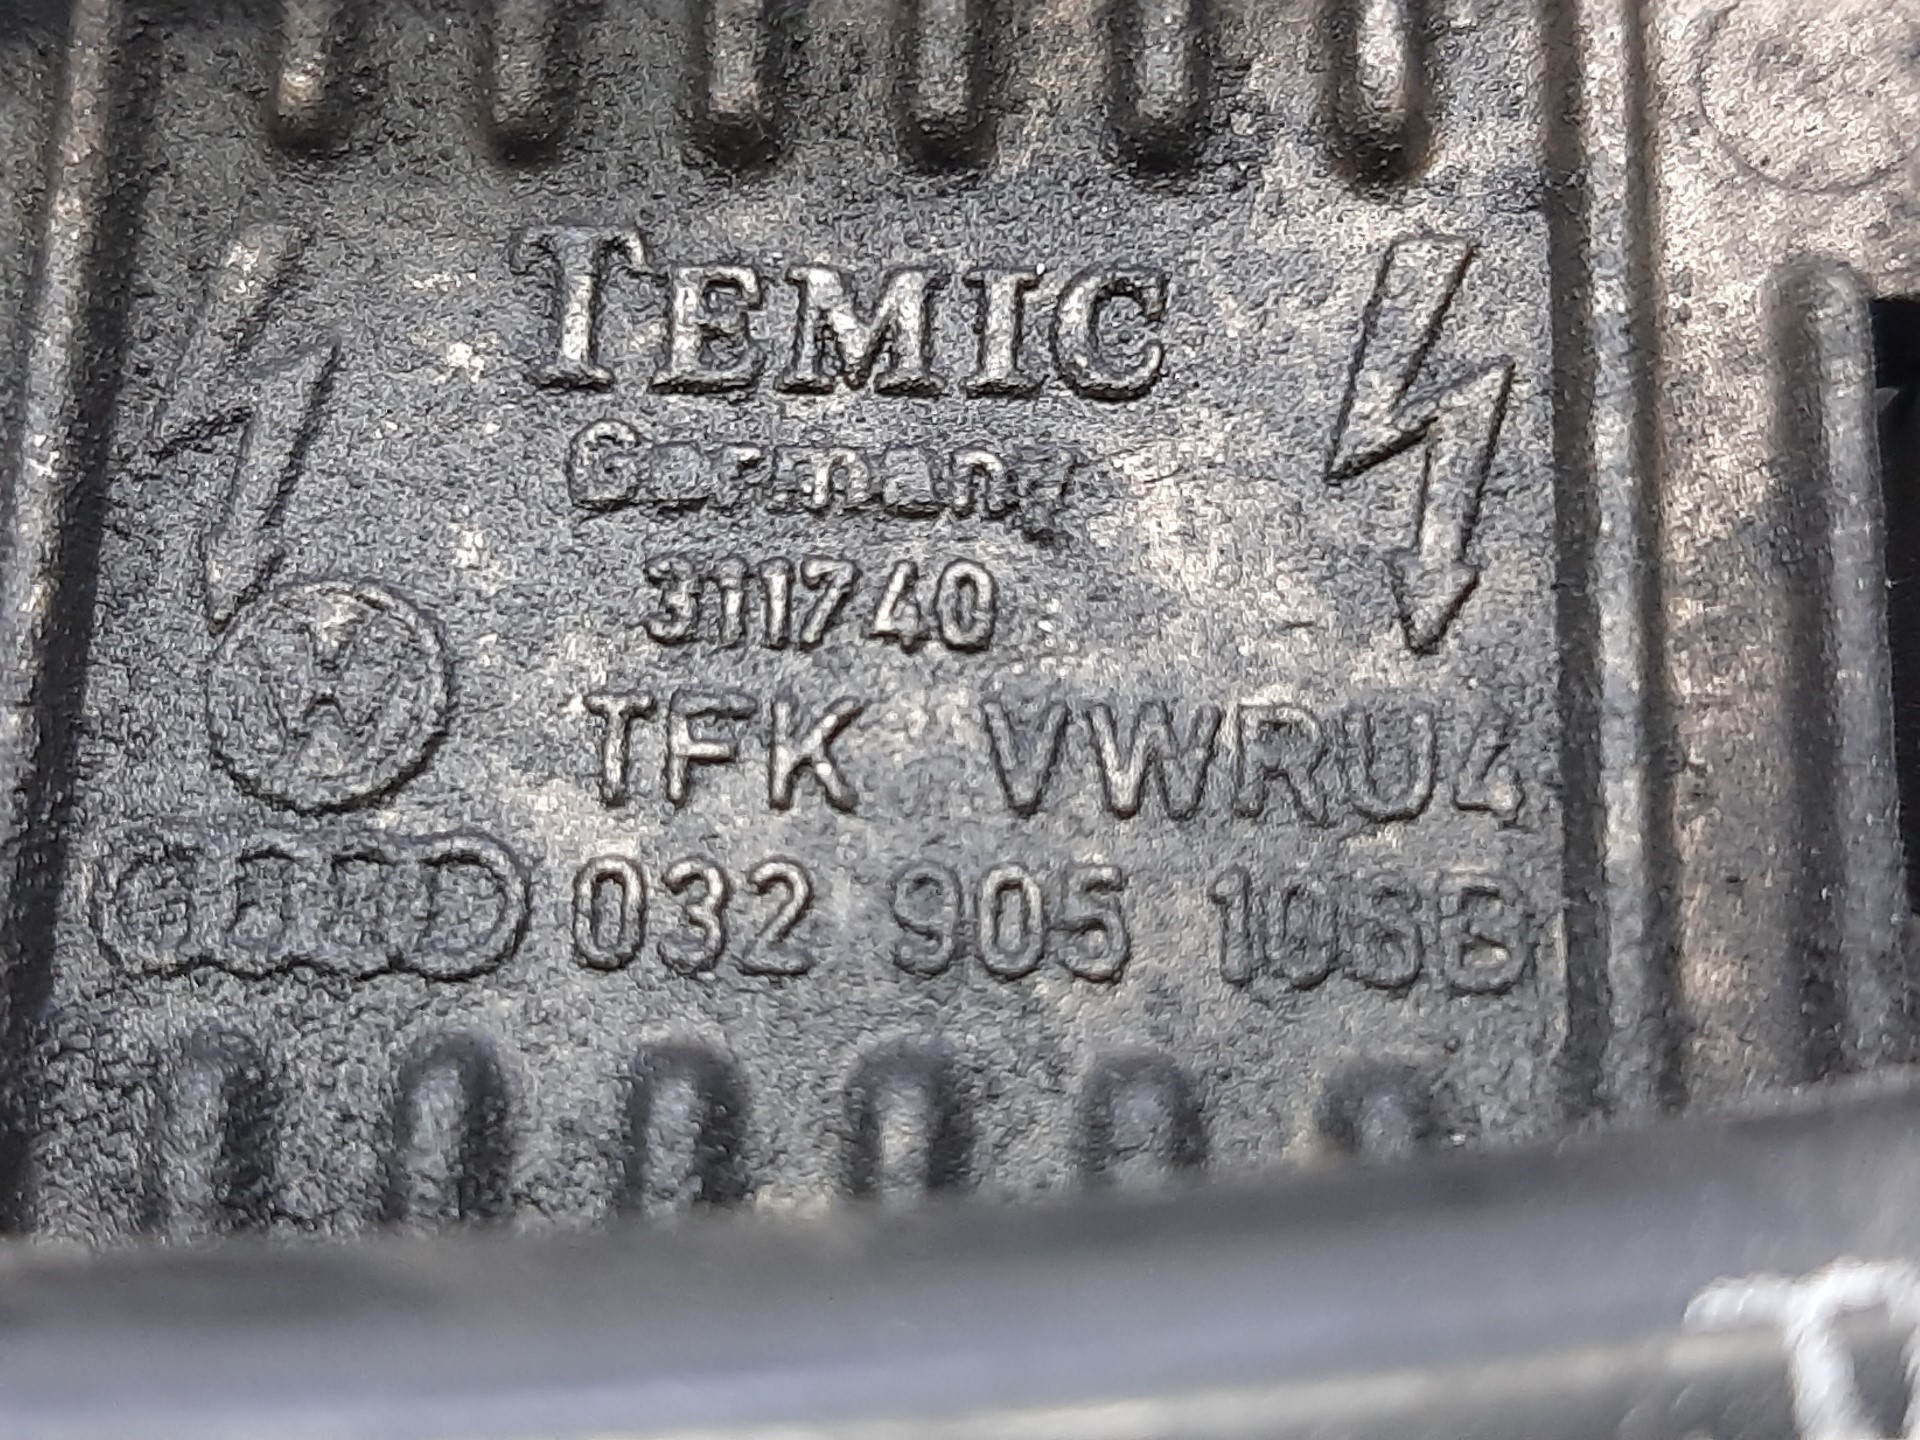 TEMIC
Germany
311740
TFK VWRU4
032 905 106B